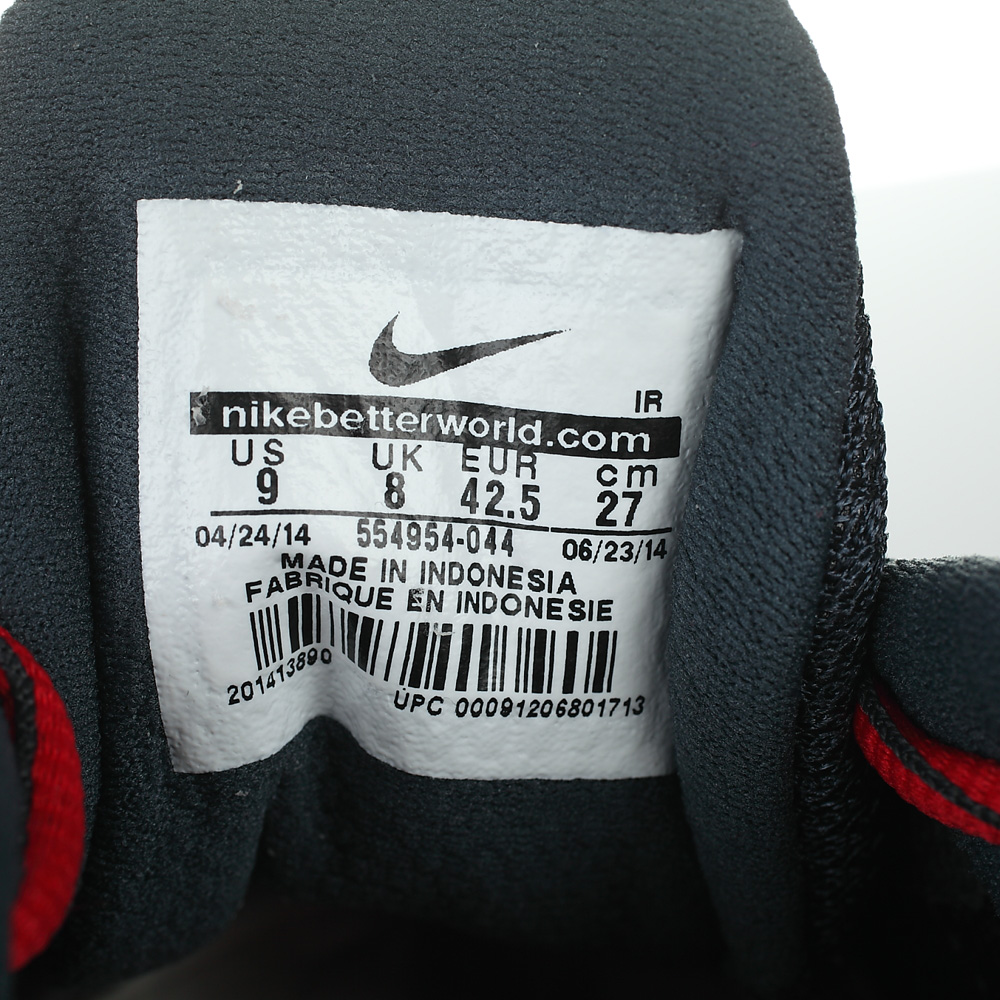 IR
nikebetterworld.com
US UK EUR cm
9 8 42.5 27
04/24/14 554954-044 06/23/14
MADE IN INDONESIA
FABRIQUE EN INDONESIE
201413890
UPC 00091206801713